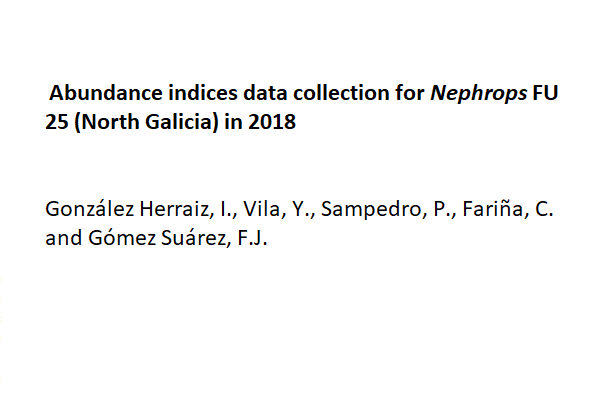 Abundance indices data collection for Nephrops FU
25 (North Galicia) in 2018
González Herraiz, I., Vila, Y., Sampedro, P., Fariña, C.
and Gómez Suárez, F.J.